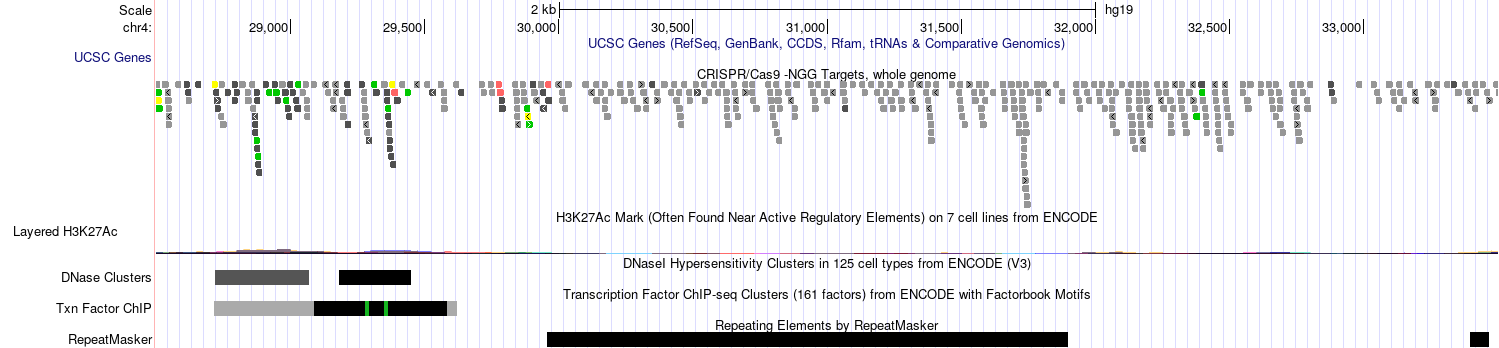 Scale 2 kb hg19
chr4: 29,000 29,500 30,000 30,500 31,000 31,500 32,000 32,500 33,000
UCSC Genes (RefSeq, GenBank, CCDS, Rfam, tRNAs & Comparative Genomics)
UCSC Genes
CRISPR/Cas9 -NGG Targets, whole genome
H3K27Ac Mark (Often Found Near Active Regulatory Elements) on 7 cell lines from ENCODE
Layered H3K27Ac
DNaseI Hypersensitivity Clusters in 125 cell types from ENCODE (V3)
DNase Clusters
Transcription Factor ChIP-seq Clusters (161 factors) from ENCODE with Factorbook Motifs
Txn Factor ChIP
Repeating Elements by RepeatMasker
RepeatMasker